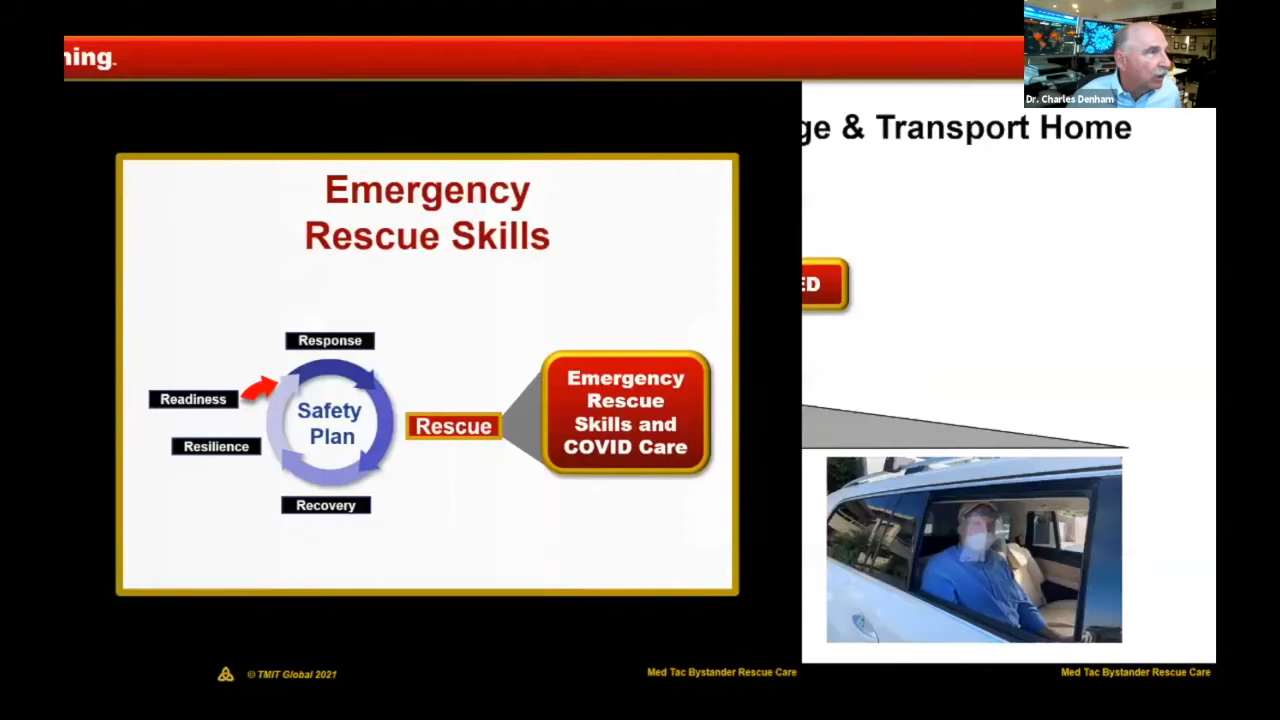 ning.
Dr. Charles Denham
ge & Transport Home
Emergency
Rescue Skills
ED
Response
Readiness
Safety
Plan
Resilience
Recovery
Rescue
Emergency
Rescue
Skills and
COVID Care
© TMIT Global 2021
Med Tac Bystander Rescue Care
Med Tac Bystander Rescue Care